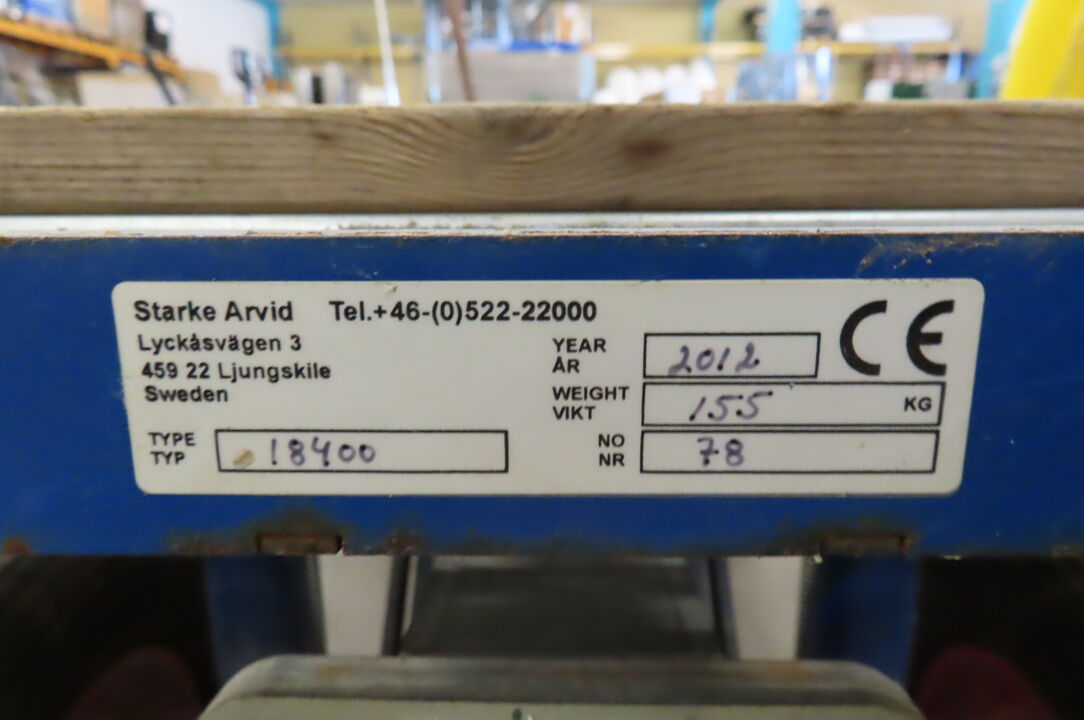 Starke Arvid Tel.+46-(0)522-22000
Lyckåsvägen 3
459 22 Ljungskile
Sweden
TYPE
TYP
18400
YEAR
ÅR
2012
WEIGHT
VIKT
155 KG
NO
NR
78
CE